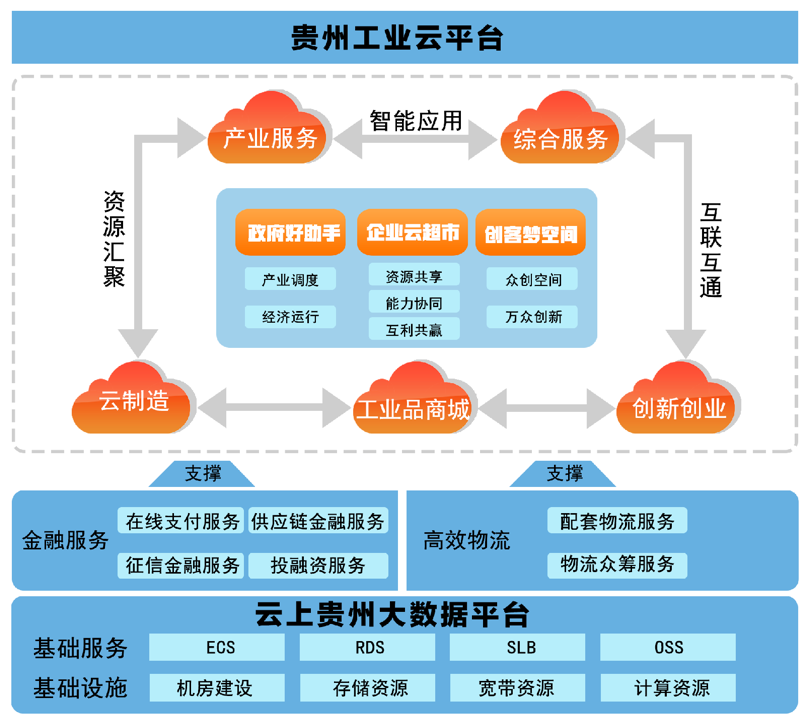 贵州工业云平台
产业服务
智能应用
综合服务
资源汇聚
互联互通
政府好助手
企业云超市
创客梦空间
产业调度
资源共享
众创空间
经济运行
能力协同
万众创新
互利共赢
云制造
工业品商城
创新创业
支撑
支撑
金融服务
在线支付服务
供应链金融服务
征信金融服务
投融资服务
高效物流
配套物流服务
物流众筹服务
云上贵州大数据平台
基础服务
ECS
RDS
SLB
OSS
基础设施
机房建设
存储资源
宽带资源
计算资源